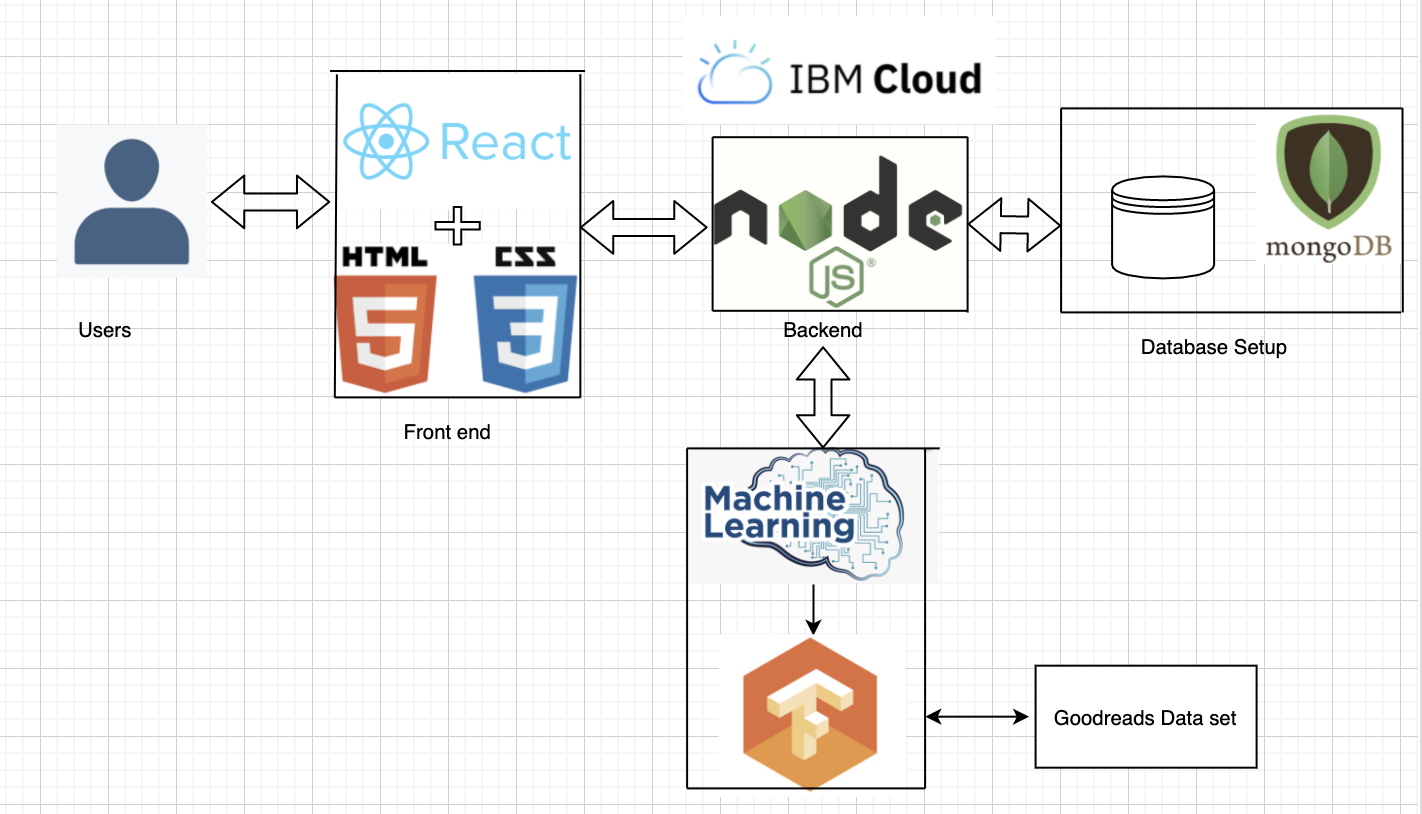 IBM Cloud
React
HTML
CSS
5
3
node
JS
®
mongoDB
Users
Front end
Backend
Database Setup
Machine
Learning
TF
Goodreads Data set